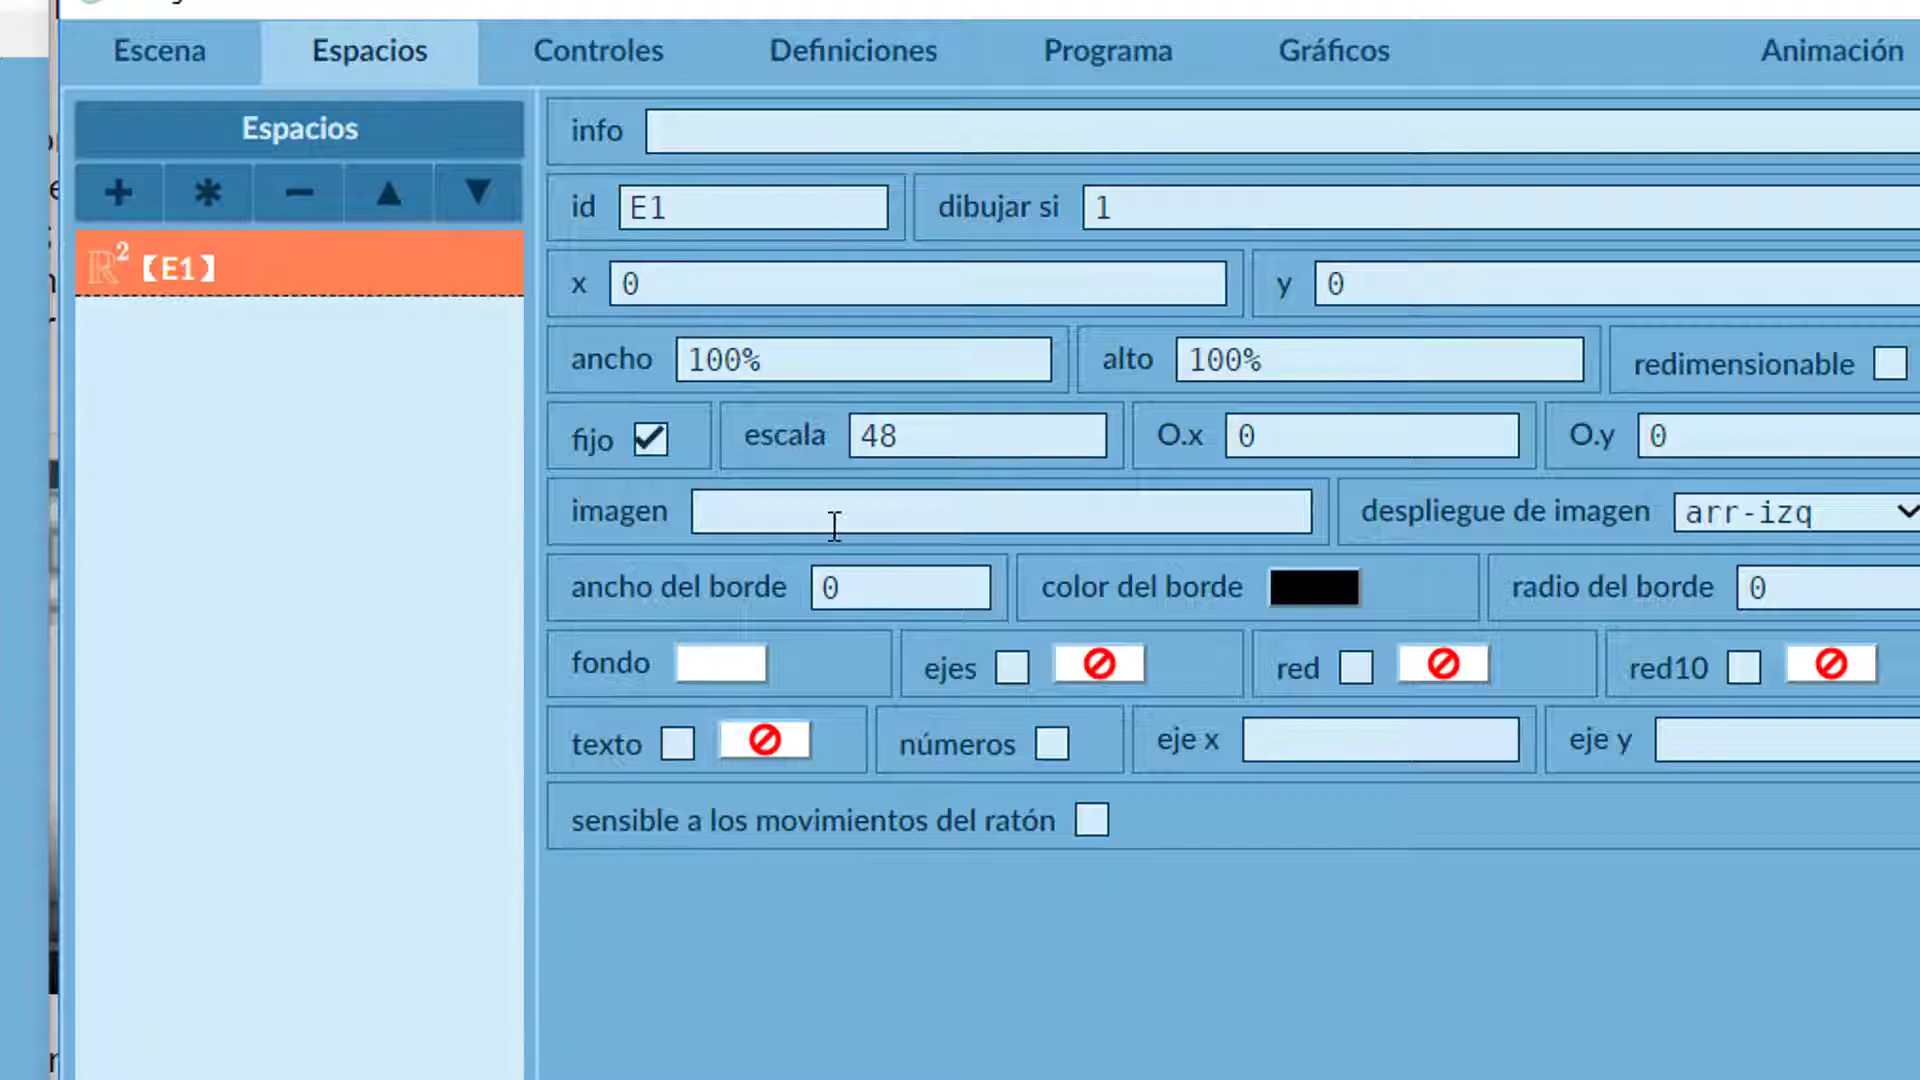 Escena Espacios Controles Definiciones Programa Gráficos Animación
Espacios
info
+ * − ▲ ▼
id E1 dibujar si 1
ℝ² 【E1】
x 0 y 0
ancho 100% alto 100% redimensionable
fijo escala 48 O.x 0 O.y 0
imagen despliegue de imagen arr-izq
ancho del borde 0 color del borde radio del borde 0
fondo ejes red red10
texto números eje x eje y
sensible a los movimientos del ratón